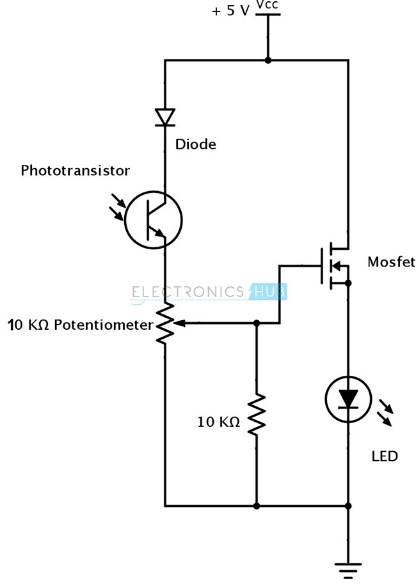 + 5 V Vcc
Diode
Phototransistor
Mosfet
ELECTRONICS HUB
10 KΩ Potentiometer
10 KΩ
LED